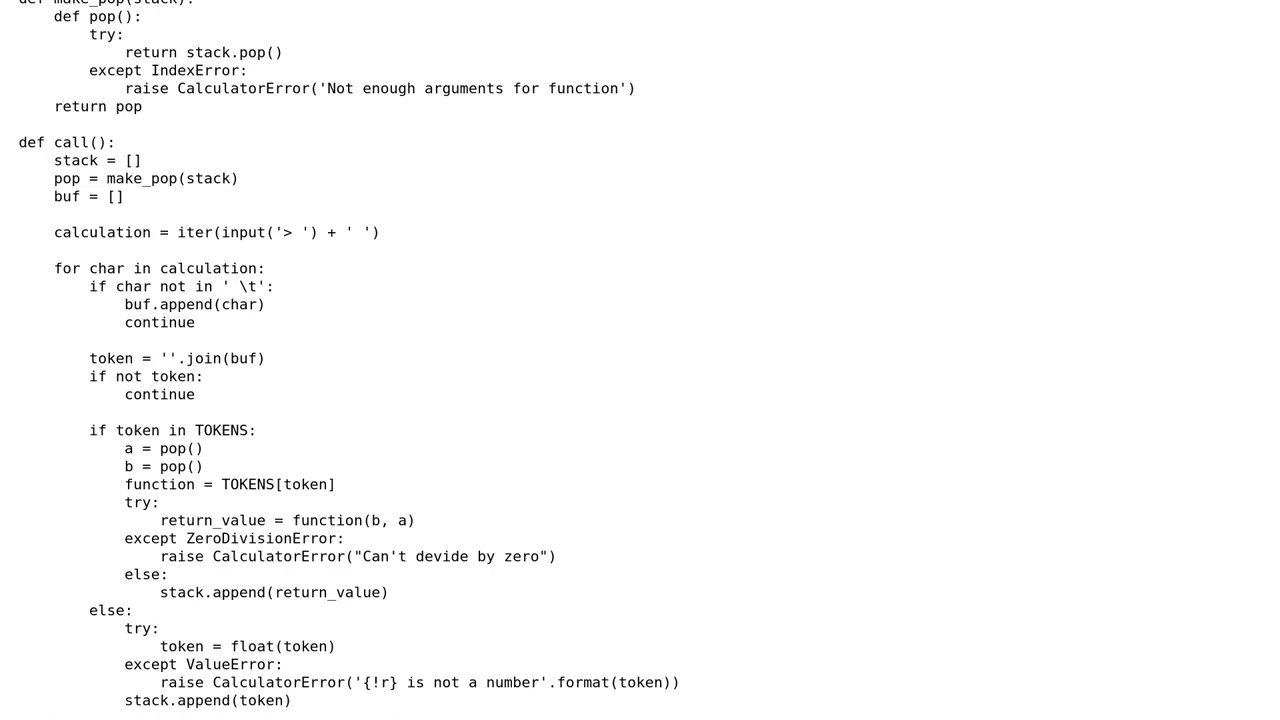 def make_pop(stack):
    def pop():
        try:
            return stack.pop()
        except IndexError:
            raise CalculatorError('Not enough arguments for function')
    return pop

def call():
    stack = []
    pop = make_pop(stack)
    buf = []

    calculation = iter(input('> ') + ' ')

    for char in calculation:
        if char not in ' \t':
            buf.append(char)
            continue

        token = ''.join(buf)
        if not token:
            continue

        if token in TOKENS:
            a = pop()
            b = pop()
            function = TOKENS[token]
            try:
                return_value = function(b, a)
            except ZeroDivisionError:
                raise CalculatorError("Can't devide by zero")
            else:
                stack.append(return_value)
        else:
            try:
                token = float(token)
            except ValueError:
                raise CalculatorError('{!r} is not a number'.format(token))
            stack.append(token)